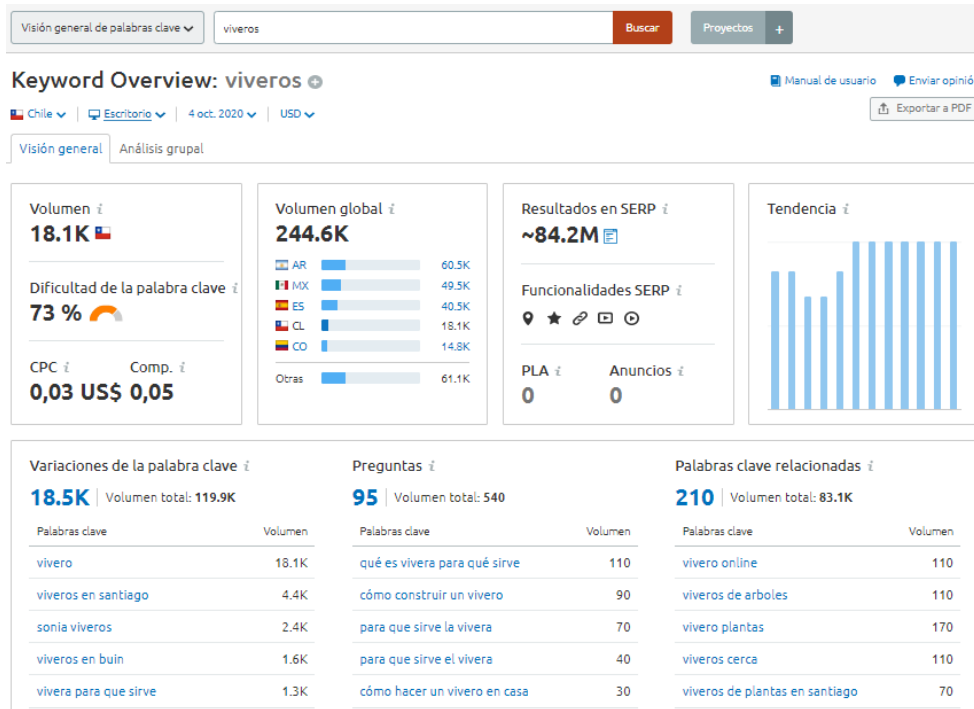 Visión general de palabras clave
viveros
Buscar
Proyectos +
Keyword Overview: viveros
Manual de usuario
Enviar opinió
Chile
Escritorio
4 oct. 2020
USD
Exportar a PDF
Visión general
Análisis grupal
Volumen i
18.1K
Dificultad de la palabra clave i
73 %
CPC i Comp. i
0,03 US$ 0,05
Volumen global i
244.6K
AR 60.5K
MX 49.5K
ES 40.5K
CL 18.1K
CO 14.8K
Otras 61.1K
Resultados en SERP i
~84.2M
Funcionalidades SERP i
PLA i Anuncios i
0 0
Tendencia i
Variaciones de la palabra clave i
18.5K Volumen total: 119.9K
Palabras clave Volumen
vivero 18.1K
viveros en santiago 4.4K
sonia viveros 2.4K
viveros en buin 1.6K
vivera para que sirve 1.3K
Preguntas i
95 Volumen total: 540
Palabras clave Volumen
qué es vivera para qué sirve 110
cómo construir un vivero 90
para que sirve la vivera 70
para que sirve el vivera 40
cómo hacer un vivero en casa 30
Palabras clave relacionadas i
210 Volumen total: 83.1K
Palabras clave Volumen
vivero online 110
viveros de arboles 110
vivero plantas 170
viveros cerca 110
viveros de plantas en santiago 70